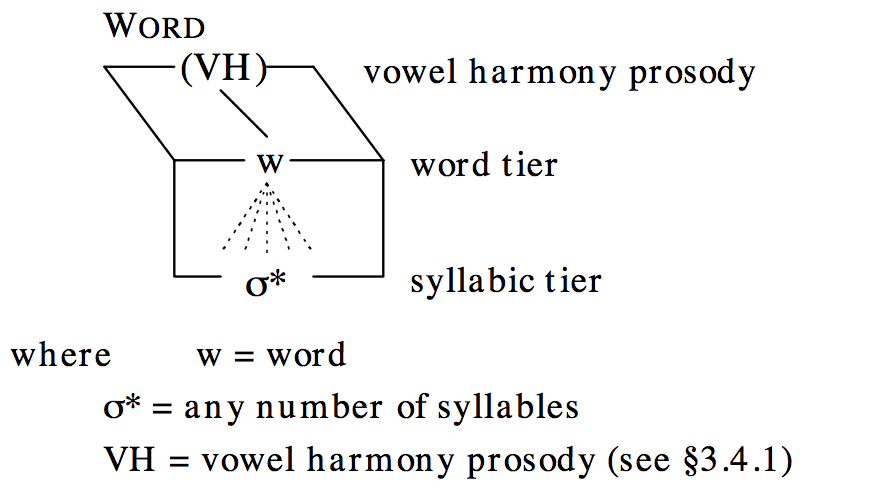 WORD
(VH) vowel harmony prosody
w word tier
σ* syllabic tier
where w = word
σ* = any number of syllables
VH = vowel harmony prosody (see §3.4.1)